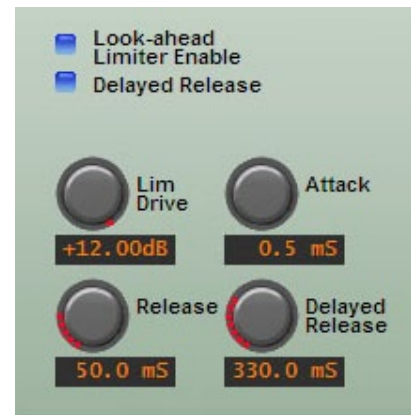 Look-ahead
Limiter Enable
Delayed Release
Lim
Drive
Attack
+12.00dB
0.5 mS
Release
Delayed
Release
50.0 mS
330.0 mS